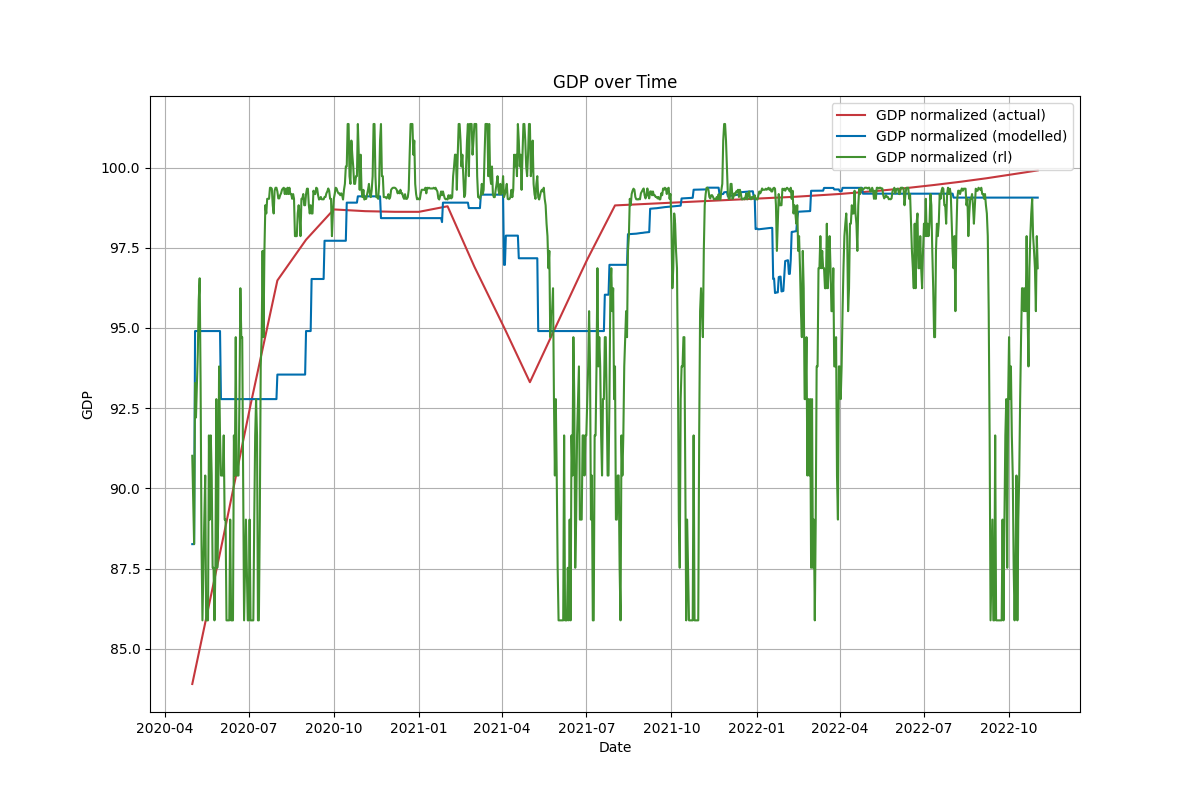 GDP over Time
GDP normalized (actual)
GDP normalized (modelled)
GDP normalized (rl)
100.0
97.5
95.0
92.5
90.0
87.5
85.0
GDP
2020-04 2020-07 2020-10 2021-01 2021-04 2021-07 2021-10 2022-01 2022-04 2022-07 2022-10
Date